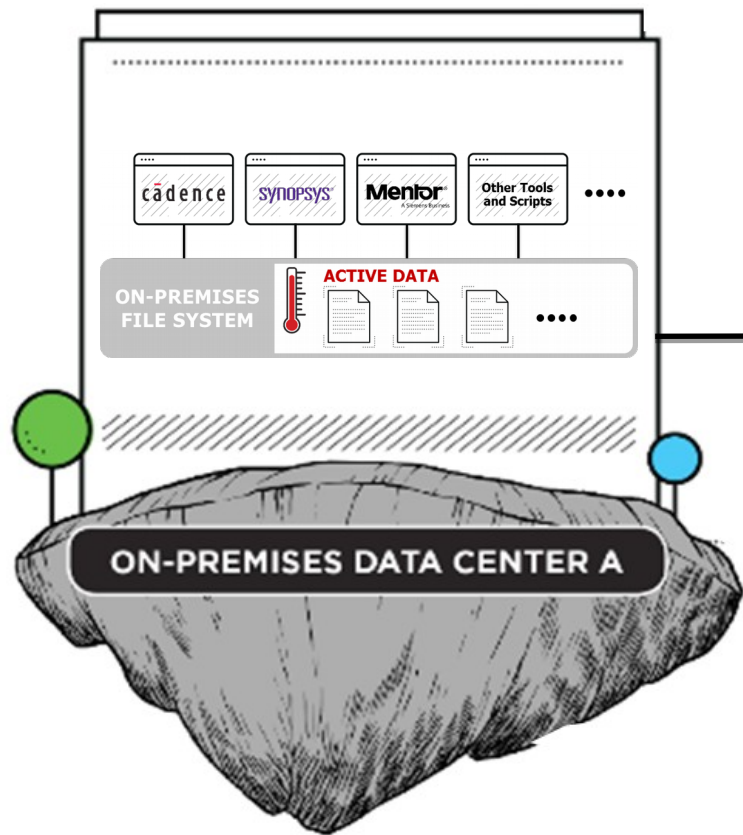 cādence
SYNOPSYS®
Mentor®
A Siemens Business
Other Tools
and Scripts
ACTIVE DATA
ON-PREMISES
FILE SYSTEM
ON-PREMISES DATA CENTER A